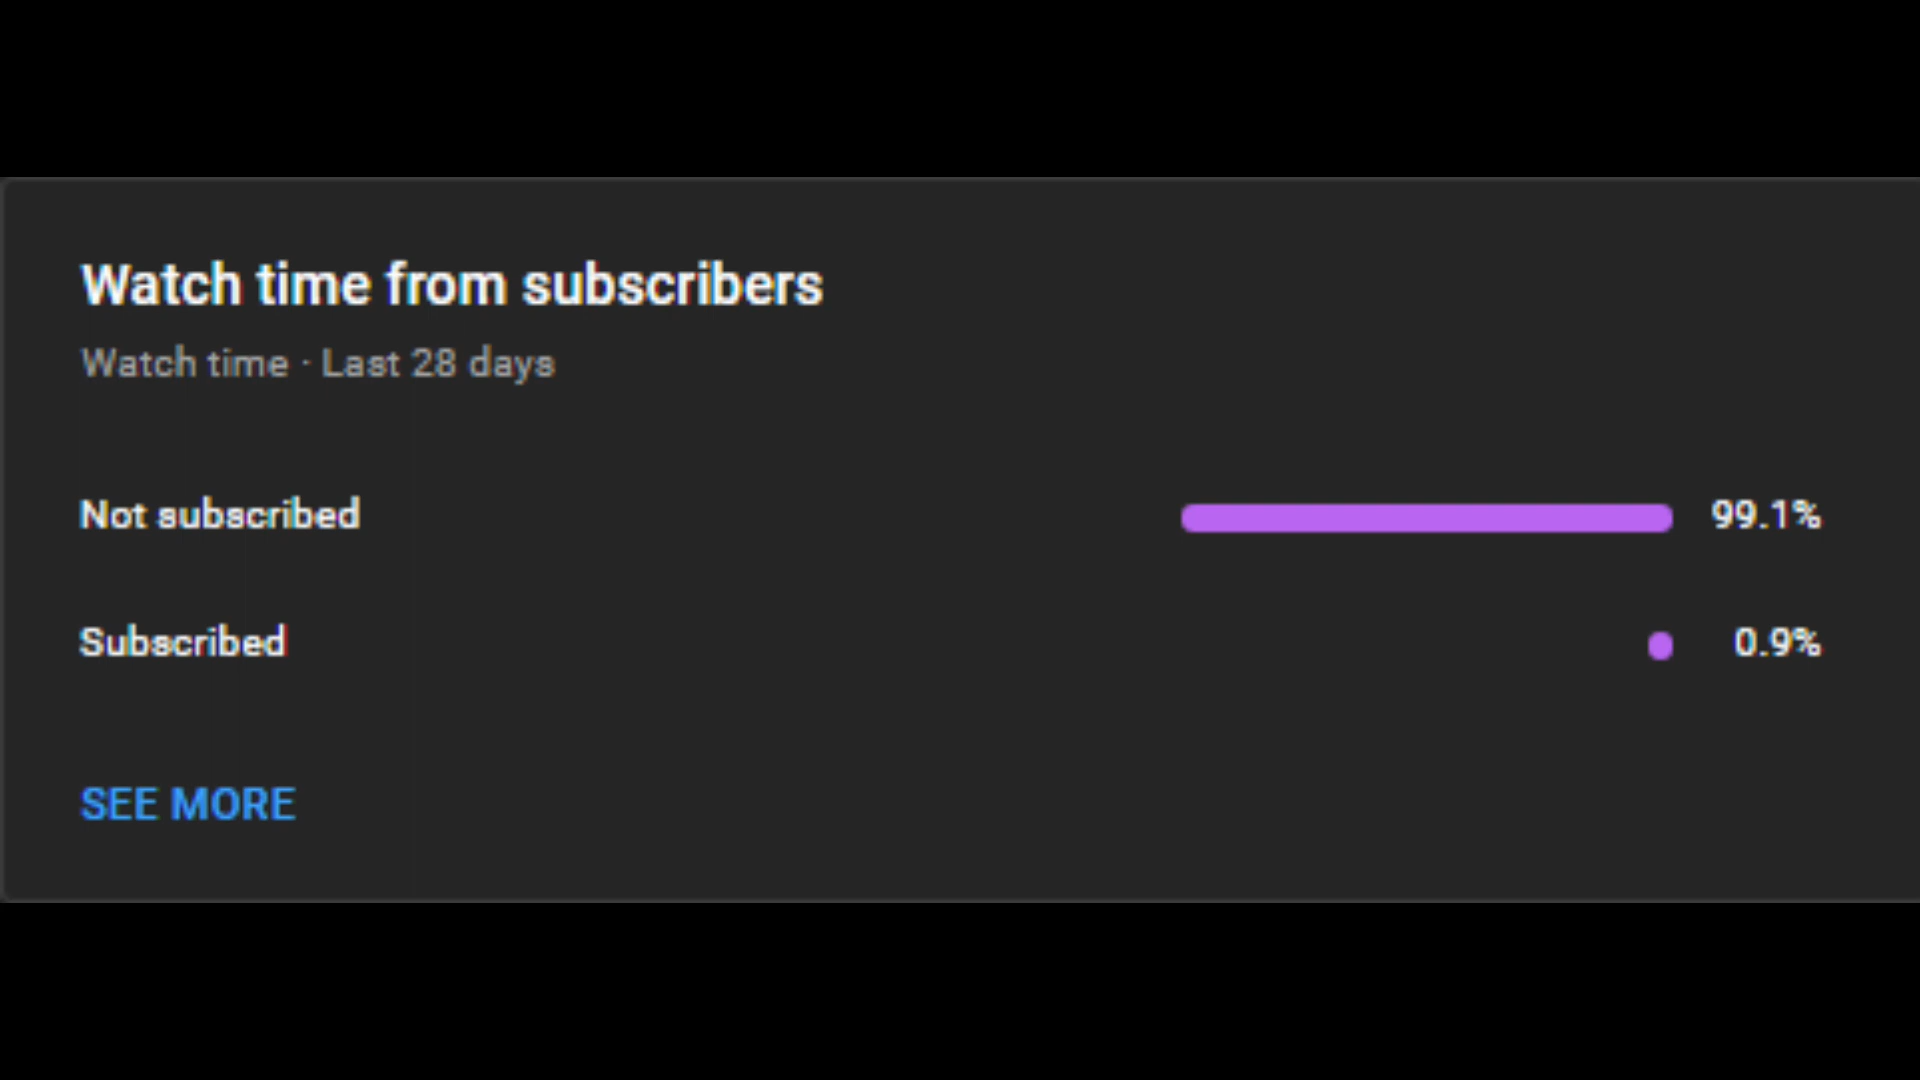 Watch time from subscribers
Watch time · Last 28 days
Not subscribed 99.1%
Subscribed 0.9%
SEE MORE